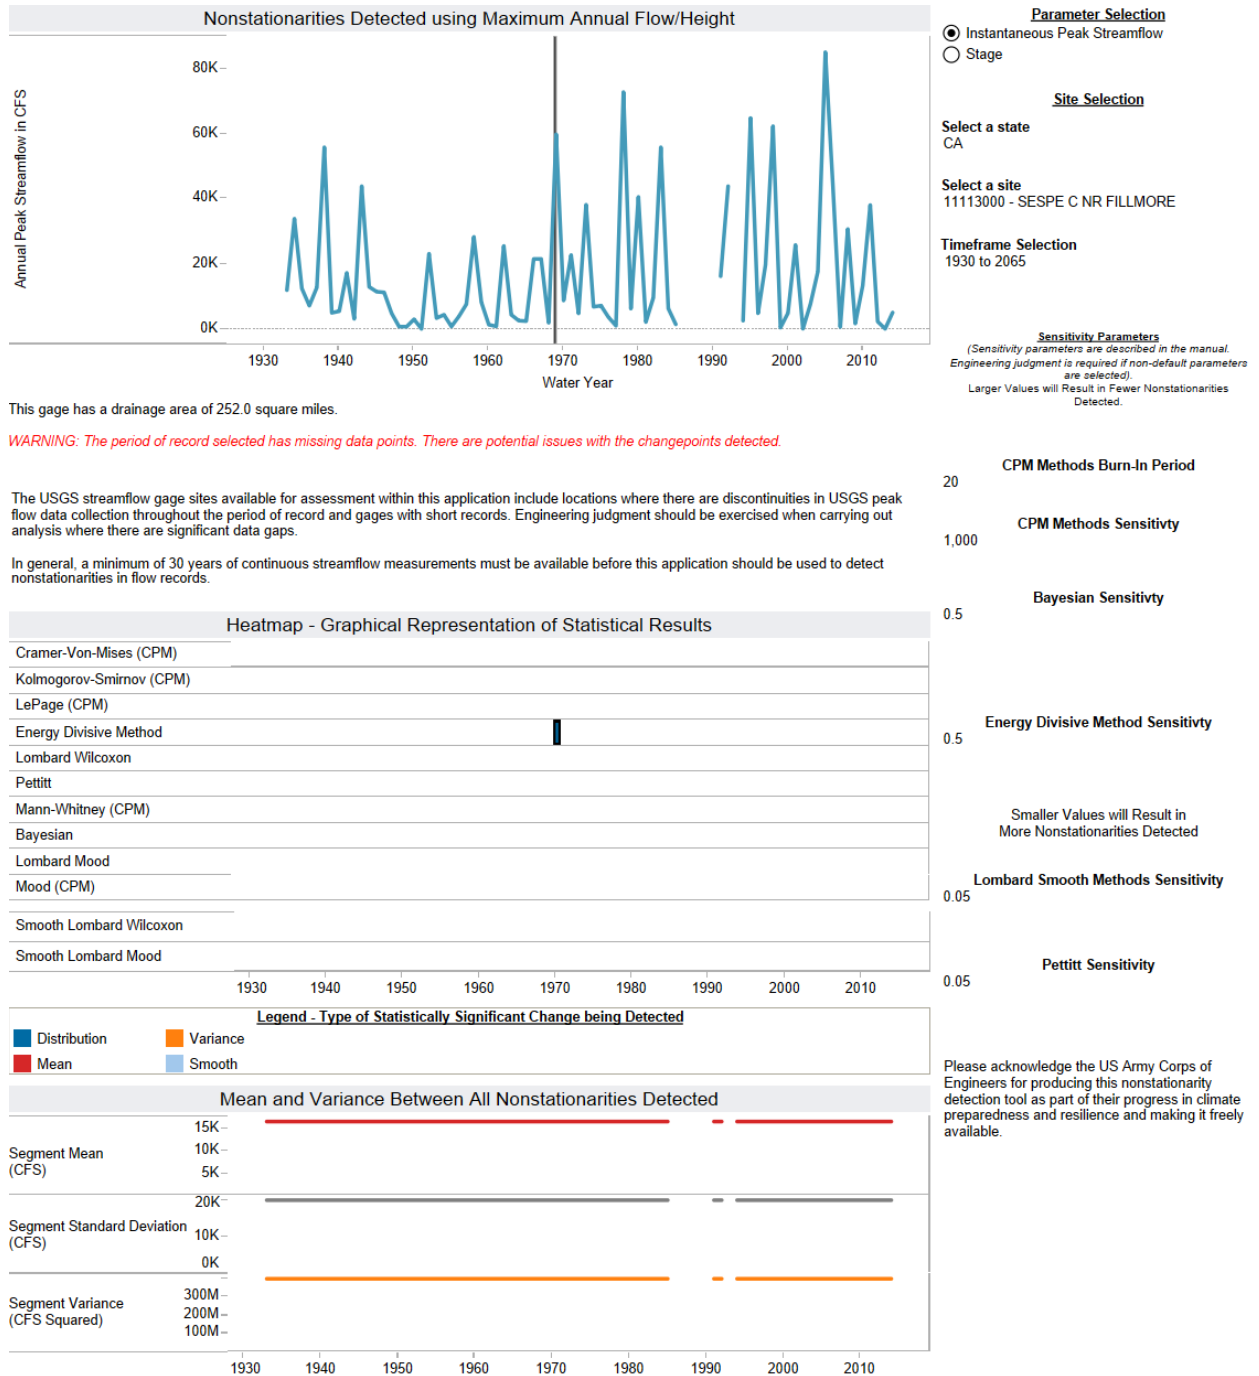 Nonstationarities Detected using Maximum Annual Flow/Height
Annual Peak Streamflow in CFS
80K
60K
40K
20K
0K
1930 1940 1950 1960 1970 1980 1990 2000 2010
Water Year
This gage has a drainage area of 252.0 square miles.
WARNING: The period of record selected has missing data points. There are potential issues with the changepoints detected.
The USGS streamflow gage sites available for assessment within this application include locations where there are discontinuities in USGS peak
flow data collection throughout the period of record and gages with short records. Engineering judgment should be exercised when carrying out
analysis where there are significant data gaps.
In general, a minimum of 30 years of continuous streamflow measurements must be available before this application should be used to detect
nonstationarities in flow records.
Heatmap - Graphical Representation of Statistical Results
Cramer-Von-Mises (CPM)
Kolmogorov-Smirnov (CPM)
LePage (CPM)
Energy Divisive Method
Lombard Wilcoxon
Pettitt
Mann-Whitney (CPM)
Bayesian
Lombard Mood
Mood (CPM)
Smooth Lombard Wilcoxon
Smooth Lombard Mood
1930 1940 1950 1960 1970 1980 1990 2000 2010
Legend - Type of Statistically Significant Change being Detected
Distribution Variance
Mean Smooth
Mean and Variance Between All Nonstationarities Detected
Segment Mean
(CFS)
15K
10K
5K
Segment Standard Deviation
(CFS)
20K
10K
0K
Segment Variance
(CFS Squared)
300M
200M
100M
1930 1940 1950 1960 1970 1980 1990 2000 2010
Parameter Selection
Instantaneous Peak Streamflow
Stage
Site Selection
Select a state
CA
Select a site
11113000 - SESPE C NR FILLMORE
Timeframe Selection
1930 to 2065
Sensitivity Parameters
(Sensitivity parameters are described in the manual.
Engineering judgment is required if non-default parameters
are selected).
Larger Values will Result in Fewer Nonstationarities
Detected.
CPM Methods Burn-In Period
20
CPM Methods Sensitivty
1,000
Bayesian Sensitivty
0.5
Energy Divisive Method Sensitivty
0.5
Smaller Values will Result in
More Nonstationarities Detected
Lombard Smooth Methods Sensitivity
0.05
Pettitt Sensitivity
0.05
Please acknowledge the US Army Corps of
Engineers for producing this nonstationarity
detection tool as part of their progress in climate
preparedness and resilience and making it freely
available.